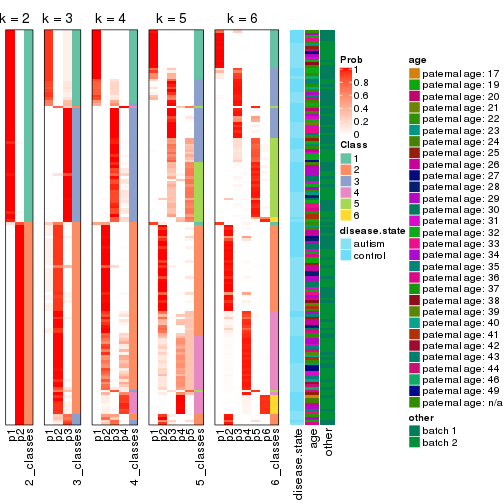 k = 2
k = 3
k = 4
k = 5
k = 6
p1
p2
2_classes
p1
p2
p3
3_classes
p1
p2
p3
p4
4_classes
p1
p2
p3
p4
p5
5_classes
p1
p2
p3
p4
p5
p6
6_classes
disease.state
age
other
Prob
1
0.8
0.6
0.4
0.2
0
Class
1
2
3
4
5
6
disease.state
autism
control
age
paternal age: 17
paternal age: 19
paternal age: 20
paternal age: 21
paternal age: 22
paternal age: 23
paternal age: 24
paternal age: 25
paternal age: 26
paternal age: 27
paternal age: 28
paternal age: 29
paternal age: 30
paternal age: 31
paternal age: 32
paternal age: 33
paternal age: 34
paternal age: 35
paternal age: 36
paternal age: 37
paternal age: 38
paternal age: 39
paternal age: 40
paternal age: 41
paternal age: 42
paternal age: 43
paternal age: 44
paternal age: 46
paternal age: 49
paternal age: n/a
other
batch 1
batch 2